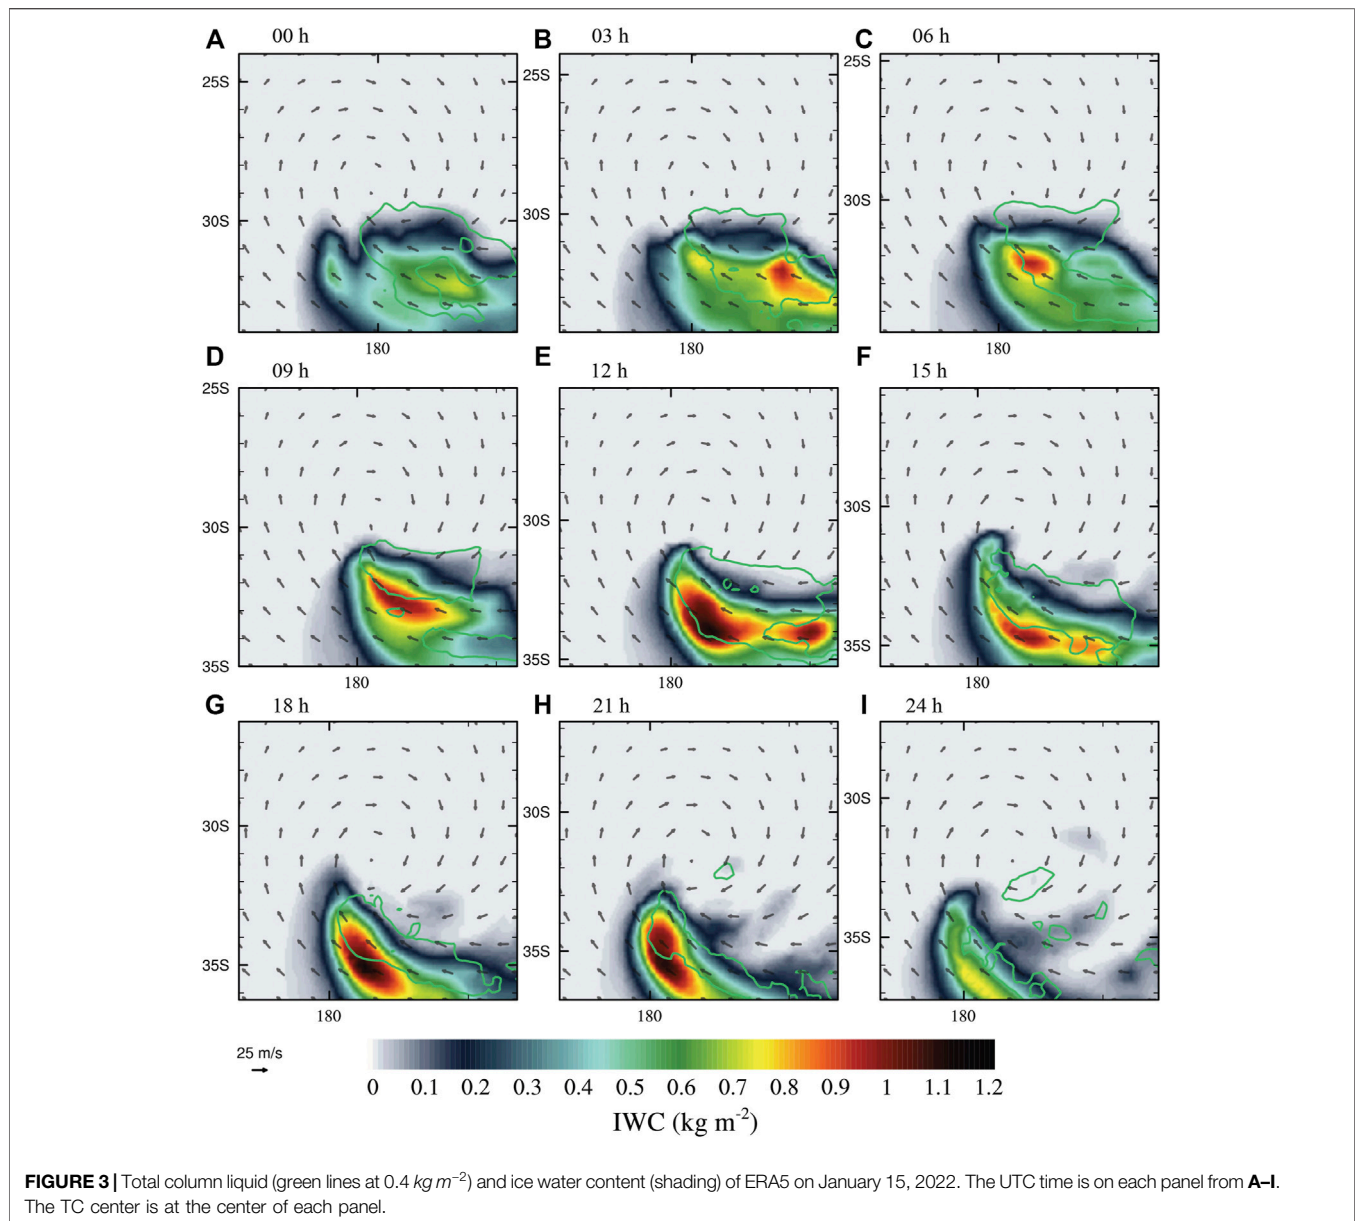 A 00 h B 03 h C 06 h
25S 25S 25S
30S 30S 30S
180 180 180
D 09 h E 12 h F 15 h
25S
30S 30S 30S
35S 35S 35S
180 180 180
G 18 h H 21 h I 24 h
30S 30S 30S
35S 35S 35S
180 180 180
25 m/s
0 0.1 0.2 0.3 0.4 0.5 0.6 0.7 0.8 0.9 1 1.1 1.2
IWC (kg m-2)
FIGURE 3 | Total column liquid (green lines at 0.4 kg m−2) and ice water content (shading) of ERA5 on January 15, 2022. The UTC time is on each panel from A–I.
The TC center is at the center of each panel.